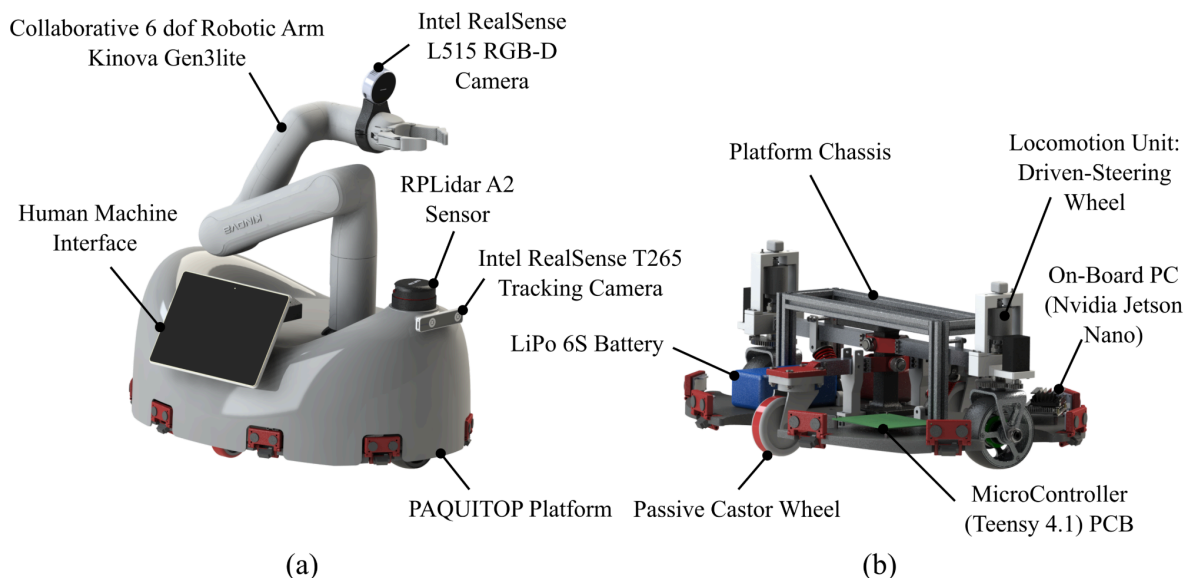 Collaborative 6 dof Robotic Arm
Kinova Gen3lite
Intel RealSense
L515 RGB-D
Camera
RPLidar A2
Sensor
Human Machine
Interface
Intel RealSense T265
Tracking Camera
KINOVA
PAQUITOP Platform
(a)
Platform Chassis
Locomotion Unit:
Driven-Steering
Wheel
On-Board PC
(Nvidia Jetson
Nano)
LiPo 6S Battery
Passive Castor Wheel
MicroController
(Teensy 4.1) PCB
(b)